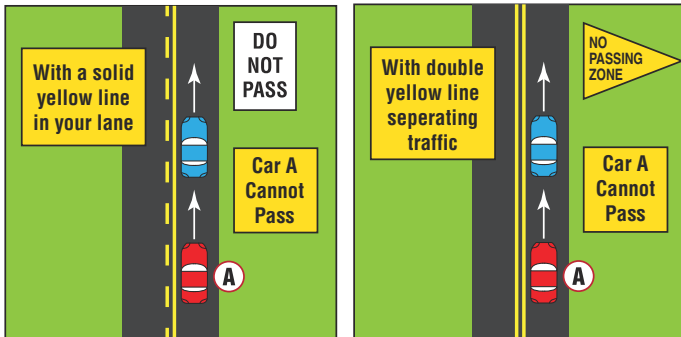 With a solid
yellow line
in your lane
DO
NOT
PASS
Car A
Cannot
Pass
A
With double
yellow line
seperating
traffic
NO
PASSING
ZONE
Car A
Cannot
Pass
A